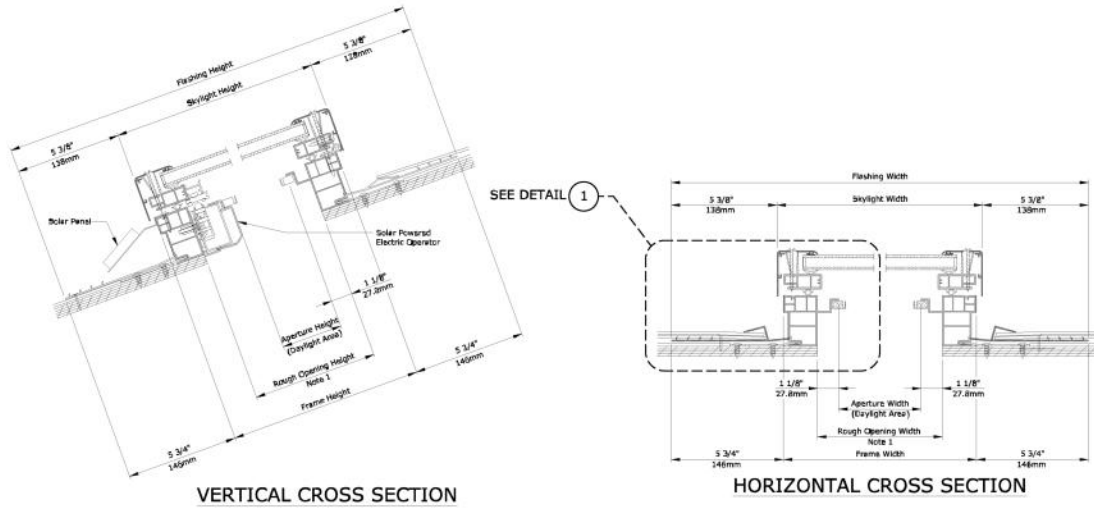 Flashing Height
Skylight Height
5 3/8"
138mm
5 3/8"
138mm
Solar Panel
Solar Powered
Electric Operator
1 1/8"
27.8mm
Aperture Height
(Daylight Area)
Rough Opening Height
Note 1
Frame Height
5 3/4"
146mm
5 3/4"
146mm
VERTICAL CROSS SECTION
SEE DETAIL 1
Flashing Width
5 3/8"
138mm
Skylight Width
5 3/8"
138mm
1 1/8"
27.8mm
Aperture Width
(Daylight Area)
1 1/8"
27.8mm
Rough Opening Width
Note 1
5 3/4"
146mm
Frame Width
5 3/4"
146mm
HORIZONTAL CROSS SECTION